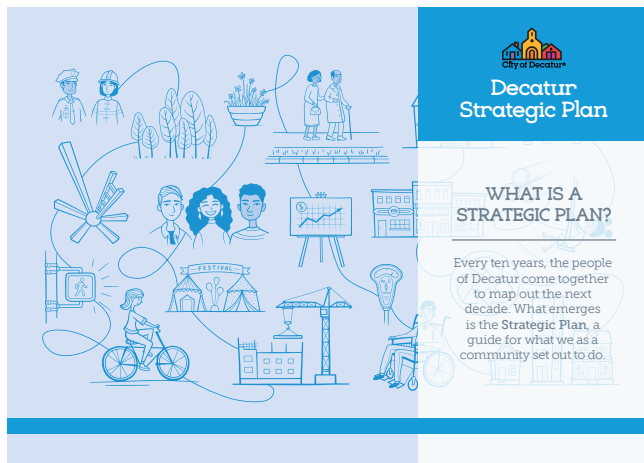 City of Decatur®
Decatur
Strategic Plan
FESTIVAL
$
WHAT IS A
STRATEGIC PLAN?
Every ten years, the people
of Decatur come together
to map out the next
decade. What emerges
is the Strategic Plan, a
guide for what we as a
community set out to do.